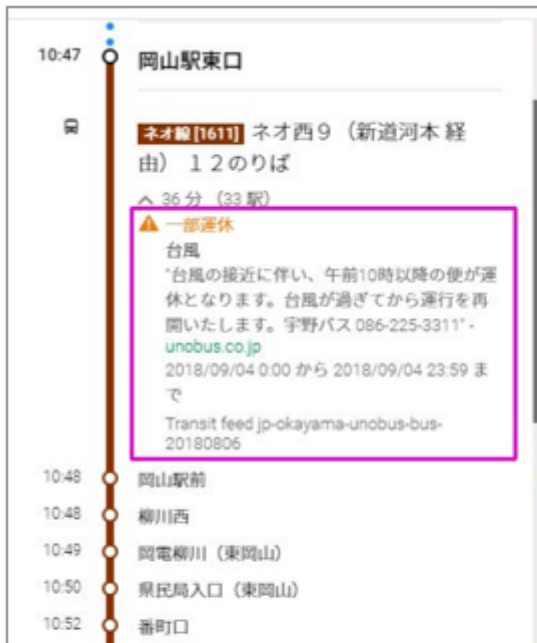 10:47 岡山駅東口
ネオ線[1611] ネオ西９（新道河本 経
由） １２のりば
36 分 （33 駅）
一部運休
台風
"台風の接近に伴い、午前10時以降の便が運
休となります。台風が過ぎてから運行を再
開いたします。宇野バス 086-225-3311" -
unobus.co.jp
2018/09/04 0:00 から 2018/09/04 23:59 ま
で
Transit feed jp-okayama-unobus-bus-
20180806
10:48 岡山駅前
10:48 柳川西
10:49 岡電柳川（東岡山）
10:50 県民局入口（東岡山）
10:52 番町口